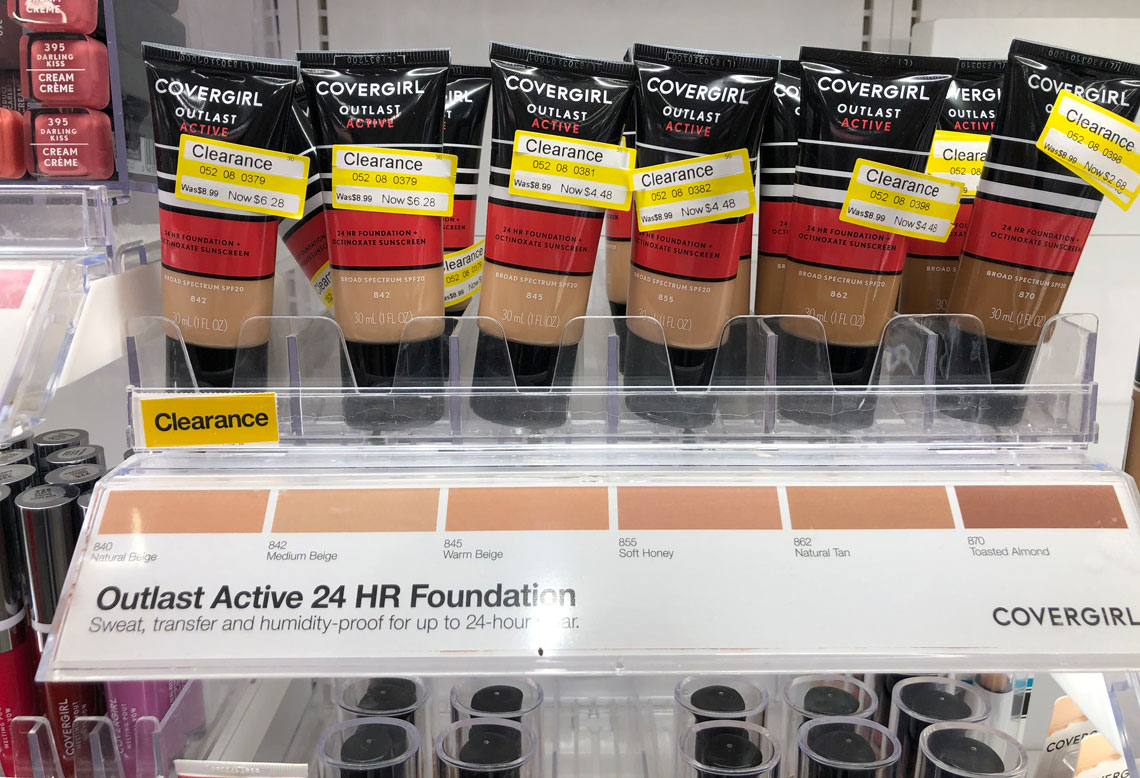 CRÈME
395
DARLING
KISS
CREAM
CRÈME
395
DARLING
KISS
CREAM
CRÈME
COVERGIRL
OUTLAST
ACTIVE
Clearance
052 08 0379
Was$8.99 Now$6.28
24 HR FOUNDATION +
OCTINOXATE SUNSCREEN
BROAD SPECTRUM SPF20
842
30 mL (1 FL OZ)
COVERGIRL
OUTLAST
ACTIVE
Clearance
052 08 0379
Was$8.99 Now$6.28
24 HR FOUNDATION +
OCTINOXATE SUNSCREEN
BROAD SPECTRUM SPF20
842
30 mL (1 FL OZ)
Clearance
COVERGIRL
OUTLAST
ACTIVE
Clearance
052 08 0381
Was$8.99 Now$4.48
24 HR FOUNDATION +
OCTINOXATE SUNSCREEN
BROAD SPECTRUM SPF20
845
30 mL (1 FL OZ)
COVERGIRL
OUTLAST
ACTIVE
Clearance
052 08 0382
Was$8.99 Now$4.48
24 HR FOUNDATION +
OCTINOXATE SUNSCREEN
BROAD SPECTRUM SPF20
855
30 mL (1 FL OZ)
COVERGIRL
OUTLAST
ACTIVE
Clearance
052 08 0398
Was$8.99 Now$4.48
24 HR FOUNDATION +
OCTINOXATE SUNSCREEN
BROAD SPECTRUM SPF20
862
30 mL (1 FL OZ)
COVERGIRL
Clearance
052 08 0398
Was$8.99 Now$2.68
24 HR FOUNDATION +
OCTINOXATE SUNSCREEN
BROAD SPECTRUM SPF20
870
30 mL (1 FL OZ)
Clearance
840
Natural Beige
842
Medium Beige
845
Warm Beige
855
Soft Honey
862
Natural Tan
870
Toasted Almond
Outlast Active 24 HR Foundation
Sweat, transfer and humidity-proof for up to 24-hour
COVERGIRL
COVERGIRL
MELTING POUT